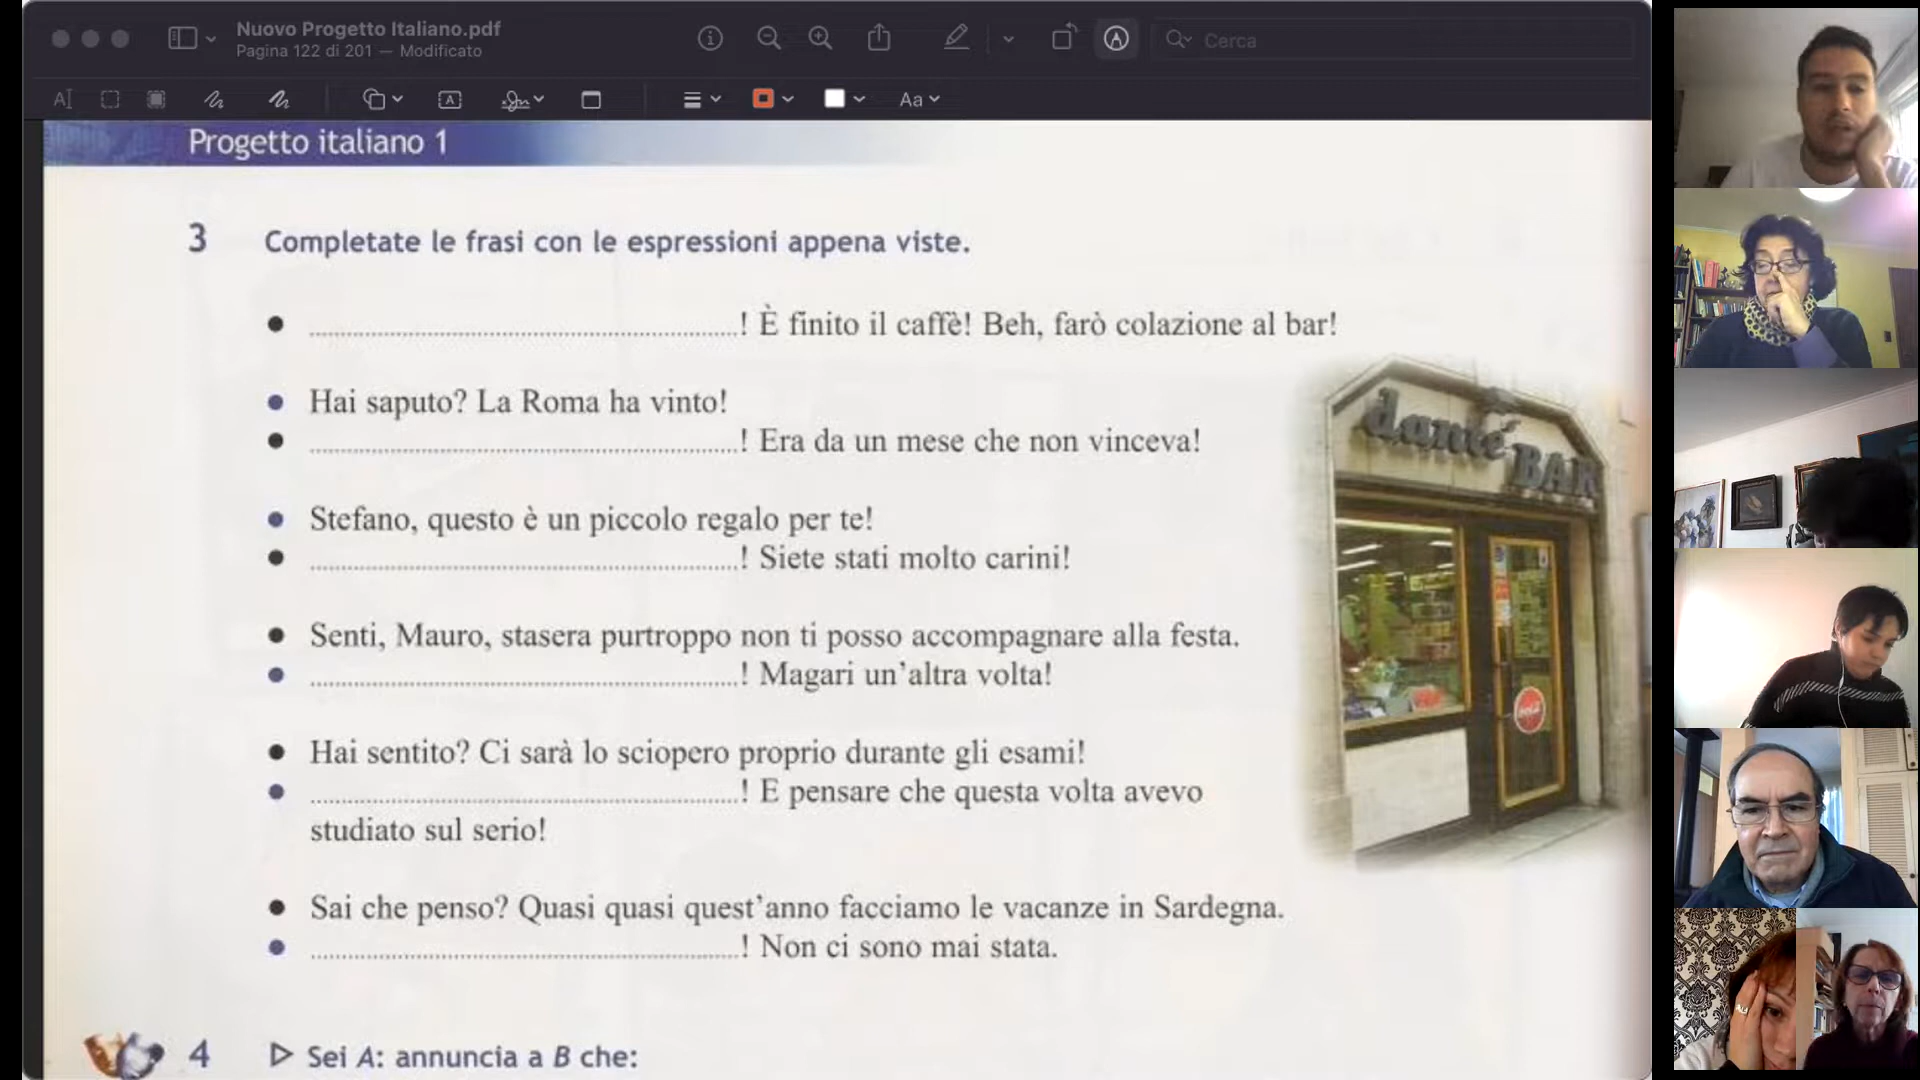 Nuovo Progetto Italiano.pdf
Pagina 122 di 201 — Modificato
Cerca
Aa
Progetto italiano 1
3 Completate le frasi con le espressioni appena viste.
● ......................................................! È finito il caffè! Beh, farò colazione al bar!
● Hai saputo? La Roma ha vinto!
● ......................................................! Era da un mese che non vinceva!
● Stefano, questo è un piccolo regalo per te!
● ......................................................! Siete stati molto carini!
● Senti, Mauro, stasera purtroppo non ti posso accompagnare alla festa.
● ......................................................! Magari un'altra volta!
● Hai sentito? Ci sarà lo sciopero proprio durante gli esami!
● ......................................................! E pensare che questa volta avevo
studiato sul serio!
● Sai che penso? Quasi quasi quest'anno facciamo le vacanze in Sardegna.
● ......................................................! Non ci sono mai stata.
dante
BAR
4 ▷ Sei A: annuncia a B che: